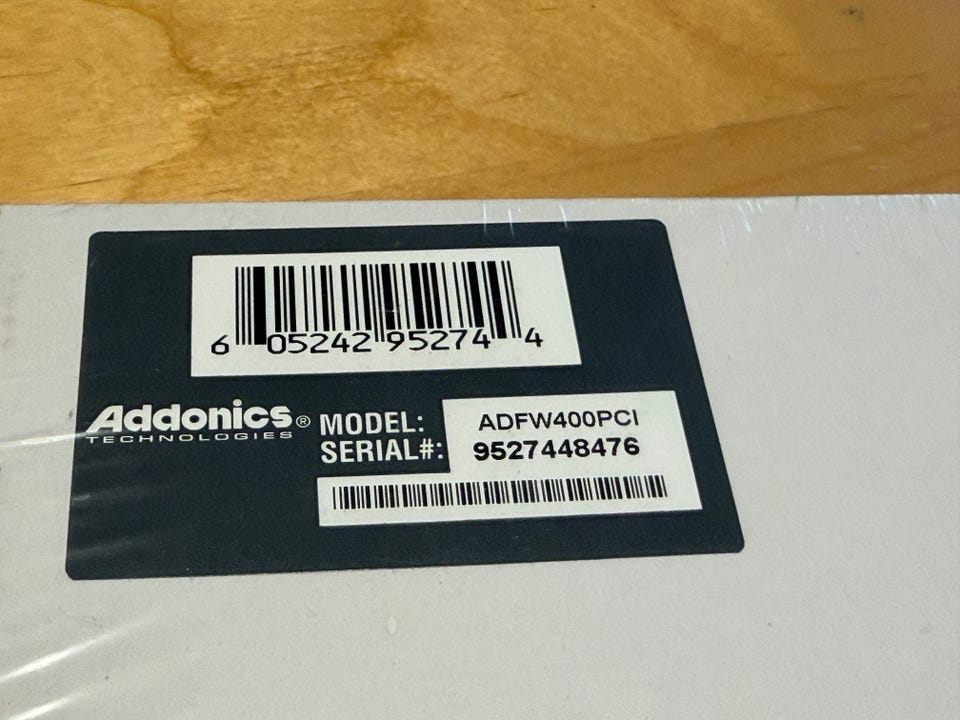 6 05242 95274 4
Addonics®
TECHNOLOGIES
MODEL: ADFW400PCI
SERIAL#: 9527448476